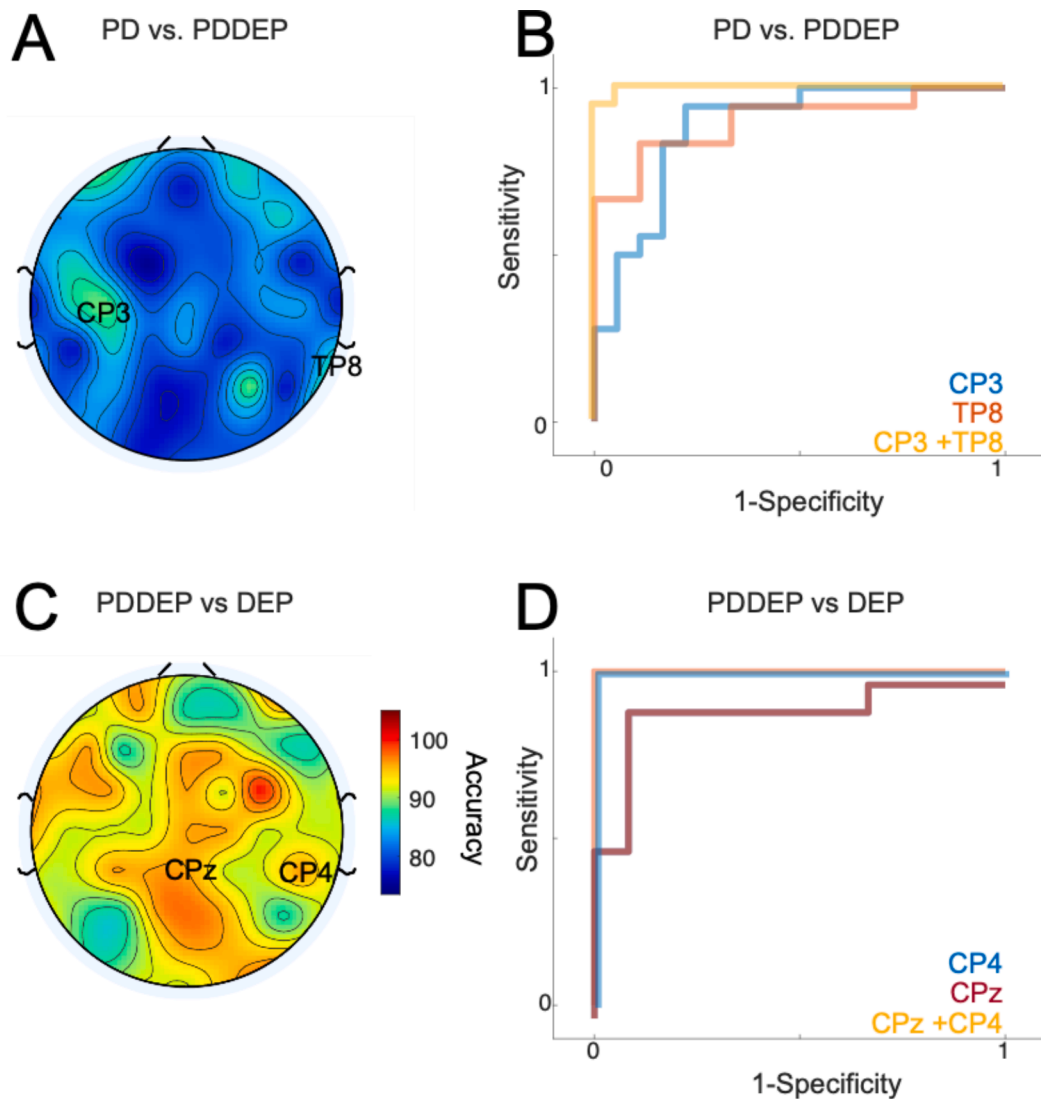 A
PD vs. PDDEP
CP3
TP8
B
PD vs. PDDEP
1
Sensitivity
0
CP3
TP8
CP3 +TP8
0
1
1-Specificity
C
PDDEP vs DEP
CPz
CP4
100
90
80
Accuracy
D
PDDEP vs DEP
1
Sensitivity
0
CP4
CPz
CPz +CP4
0
1
1-Specificity